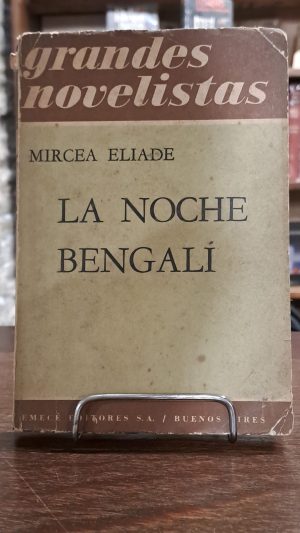 grandes
novelistas
MIRCEA ELIADE
LA NOCHE
BENGALÍ
EMECÉ EDITORES S.A. / BUENOS AIRES